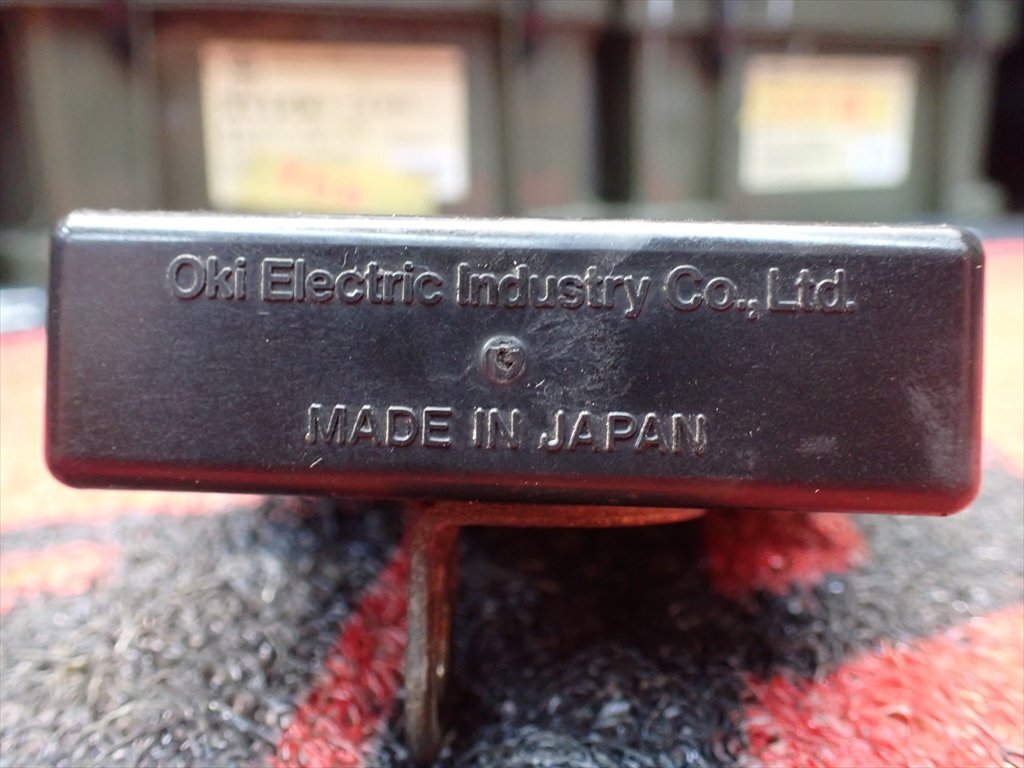 Oki Electric Industry Co., Ltd.
MADE IN JAPAN